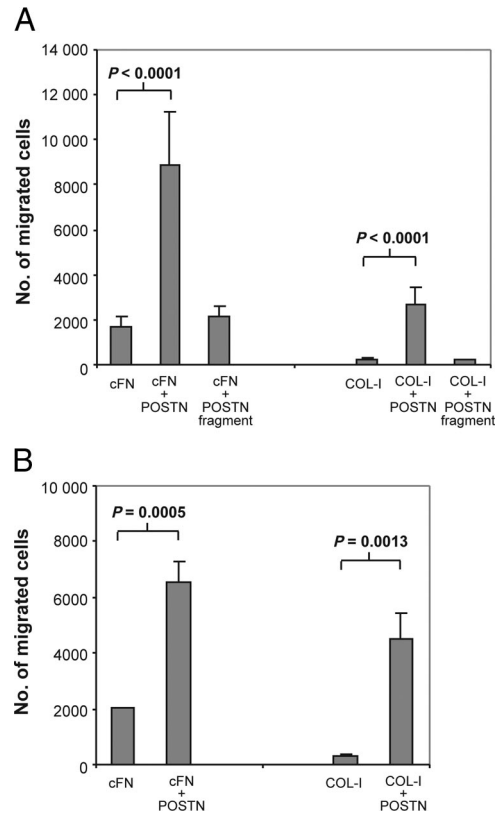 A
14 000
12 000
10 000
8000
6000
4000
2000
0
No. of migrated cells
P < 0.0001
P < 0.0001
cFN
cFN
+
POSTN
cFN
+
POSTN
fragment
COL-I
COL-I
+
POSTN
COL-I
+
POSTN
fragment
B
10 000
8000
6000
4000
2000
0
No. of migrated cells
P = 0.0005
P = 0.0013
cFN
cFN
+
POSTN
COL-I
COL-I
+
POSTN